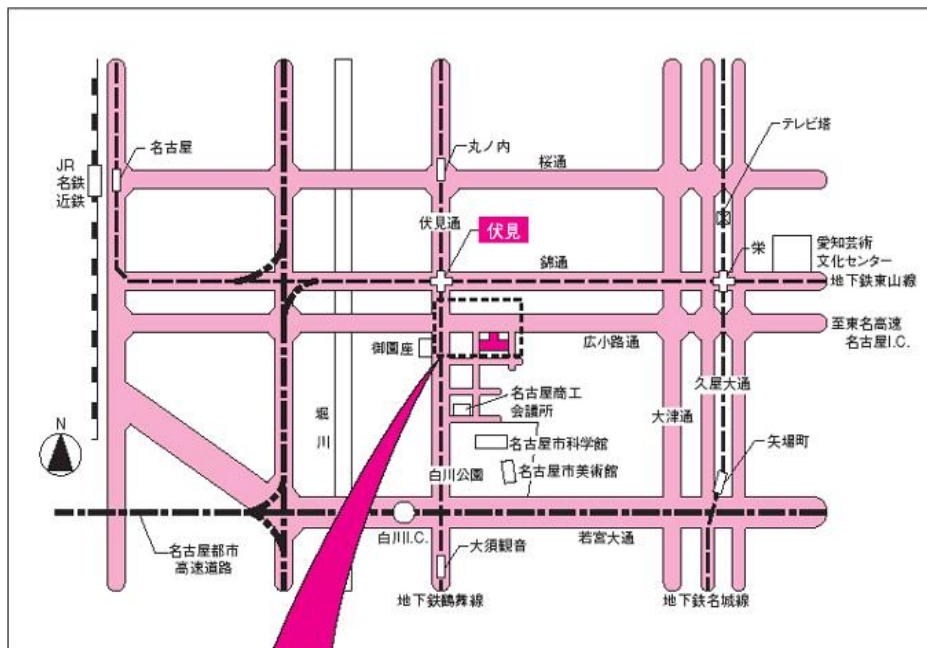 テレビ塔
名古屋
丸ノ内
桜通
JR
名鉄
近鉄
伏見通
伏見
栄
愛知芸術
文化センター
錦通
地下鉄東山線
至東名高速
名古屋I.C.
広小路通
御園座
久屋大通
名古屋商工
会議所
大津通
堀川
N
矢場町
名古屋市科学館
白川公園
名古屋市美術館
白川I.C.
若宮大通
大須観音
名古屋都市
高速道路
地下鉄鶴舞線
地下鉄名城線